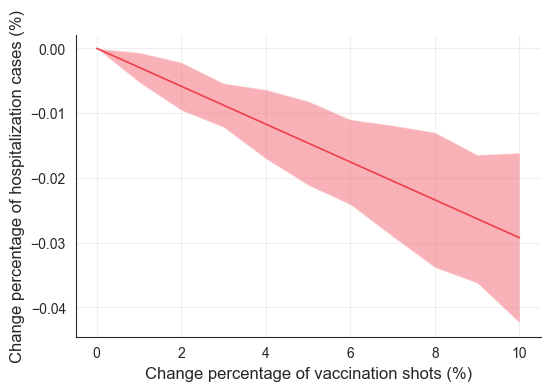 Change percentage of hospitalization cases (%)
0.00
−0.01
−0.02
−0.03
−0.04
0 2 4 6 8 10
Change percentage of vaccination shots (%)